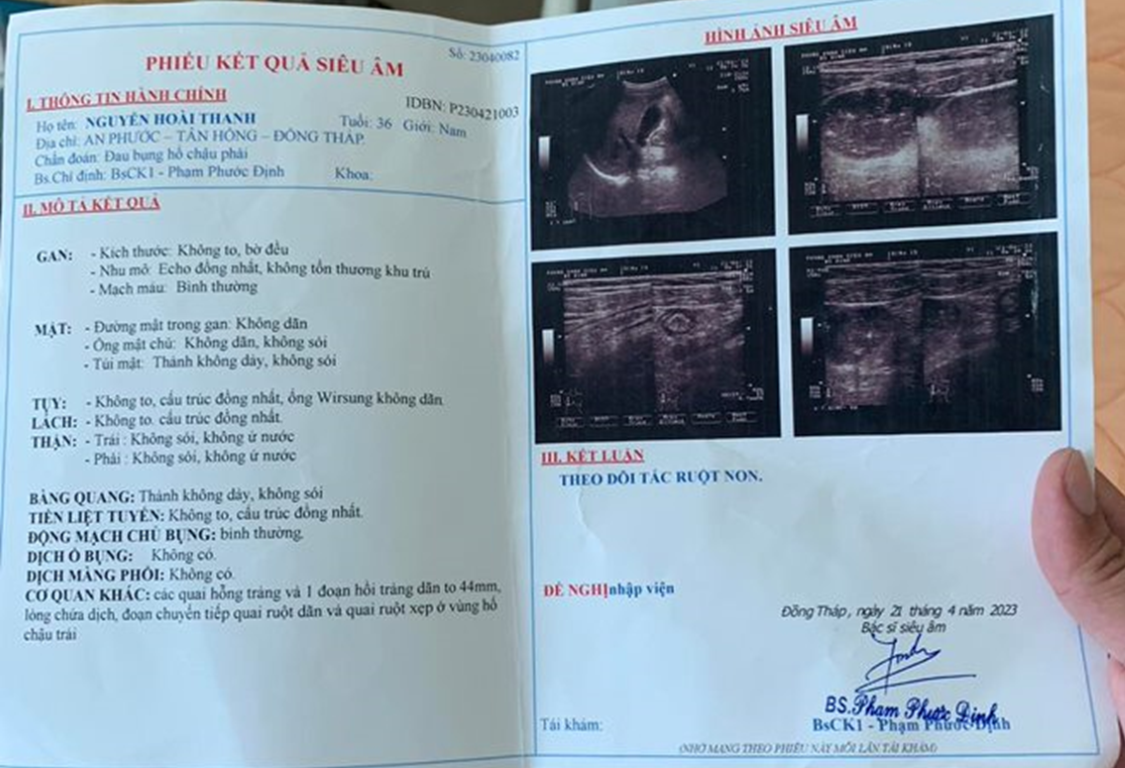 PHIẾU KẾT QUẢ SIÊU ÂM
Số: 23040082
I. THÔNG TIN HÀNH CHÍNH
IDBN: P230421003
Họ tên: NGUYỄN HOÀI THANH Tuổi: 36 Giới: Nam
Địa chỉ: AN PHƯỚC – TÂN HỒNG – ĐỒNG THÁP.
Chẩn đoán: Đau bụng hố chậu phải
Bs.Chỉ định: BsCK1 - Phạm Phước Định Khoa:
II. MÔ TẢ KẾT QUẢ
GAN: - Kích thước: Không to, bờ đều
- Nhu mô: Echo đồng nhất, không tổn thương khu trú
- Mạch máu: Bình thường
MẬT: - Đường mật trong gan: Không dãn
- Ống mật chủ: Không dãn, không sỏi
- Túi mật: Thành không dày, không sỏi
TỤY: - Không to, cấu trúc đồng nhất, ống Wirsung không dãn
LÁCH: - Không to. cấu trúc đồng nhất.
THẬN: - Trái : Không sỏi, không ứ nước
- Phải : Không sỏi, không ứ nước
BÀNG QUANG: Thành không dày, không sỏi
TIỀN LIỆT TUYẾN: Không to, cấu trúc đồng nhất.
ĐỘNG MẠCH CHỦ BỤNG: bình thường.
DỊCH Ổ BỤNG: Không có.
DỊCH MÀNG PHỔI: Không có.
CƠ QUAN KHÁC: các quai hỗng tràng và 1 đoạn hồi tràng dãn to 44mm,
lòng chứa dịch, đoạn chuyển tiếp quai ruột dãn và quai ruột xẹp ở vùng hố
chậu trái
HÌNH ẢNH SIÊU ÂM
III. KẾT LUẬN
THEO DÕI TẮC RUỘT NON.
ĐỀ NGHỊ nhập viện
Đồng Tháp, ngày 21 tháng 4 năm 2023
Bác sĩ siêu âm
BS. Phạm Phước Định
Tái khám: BsCK1 - Phạm Phước Định
(NHỚ MANG THEO PHIẾU NÀY MỖI LẦN TÁI KHÁM)